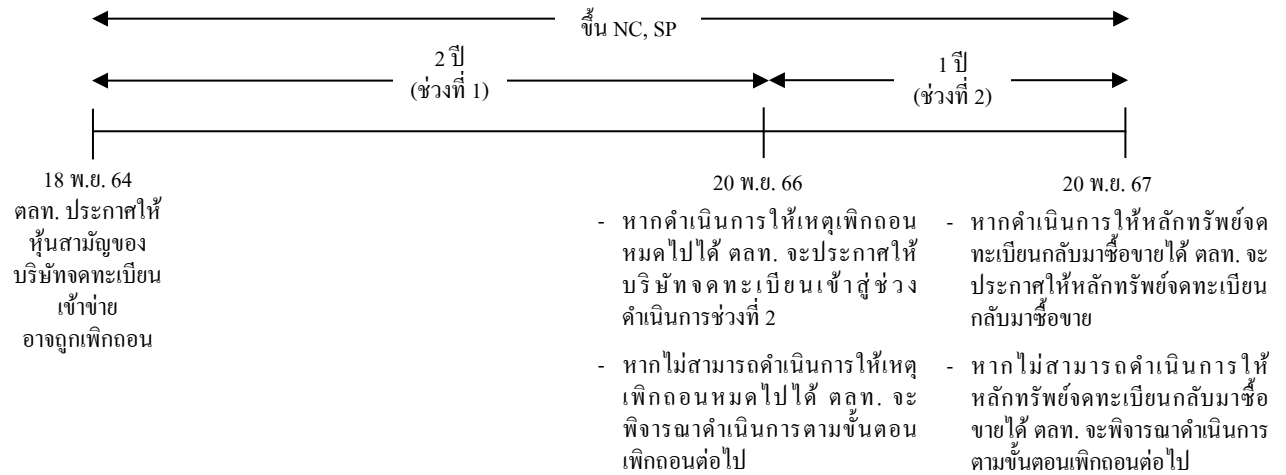 ขึ้น NC, SP
2 ปี
(ช่วงที่ 1)
1 ปี
(ช่วงที่ 2)
18 พ.ย. 64
ตลท. ประกาศให้
หุ้นสามัญของ
บริษัทจดทะเบียน
เข้าข่าย
อาจถูกเพิกถอน
20 พ.ย. 66
- หากดำเนินการให้เหตุเพิกถอน
หมดไปได้ ตลท. จะประกาศให้
บริษัทจดทะเบียนเข้าสู่ช่วง
ดำเนินการช่วงที่ 2
- หากไม่สามารถดำเนินการให้เหตุ
เพิกถอนหมดไปได้ ตลท. จะ
พิจารณาดำเนินการตามขั้นตอน
เพิกถอนต่อไป
20 พ.ย. 67
- หากดำเนินการให้หลักทรัพย์จด
ทะเบียนกลับมาซื้อขายได้ ตลท. จะ
ประกาศให้หลักทรัพย์จดทะเบียน
กลับมาซื้อขาย
- หากไม่สามารถดำเนินการให้
หลักทรัพย์จดทะเบียนกลับมาซื้อ
ขายได้ ตลท. จะพิจารณาดำเนินการ
ตามขั้นตอนเพิกถอนต่อไป